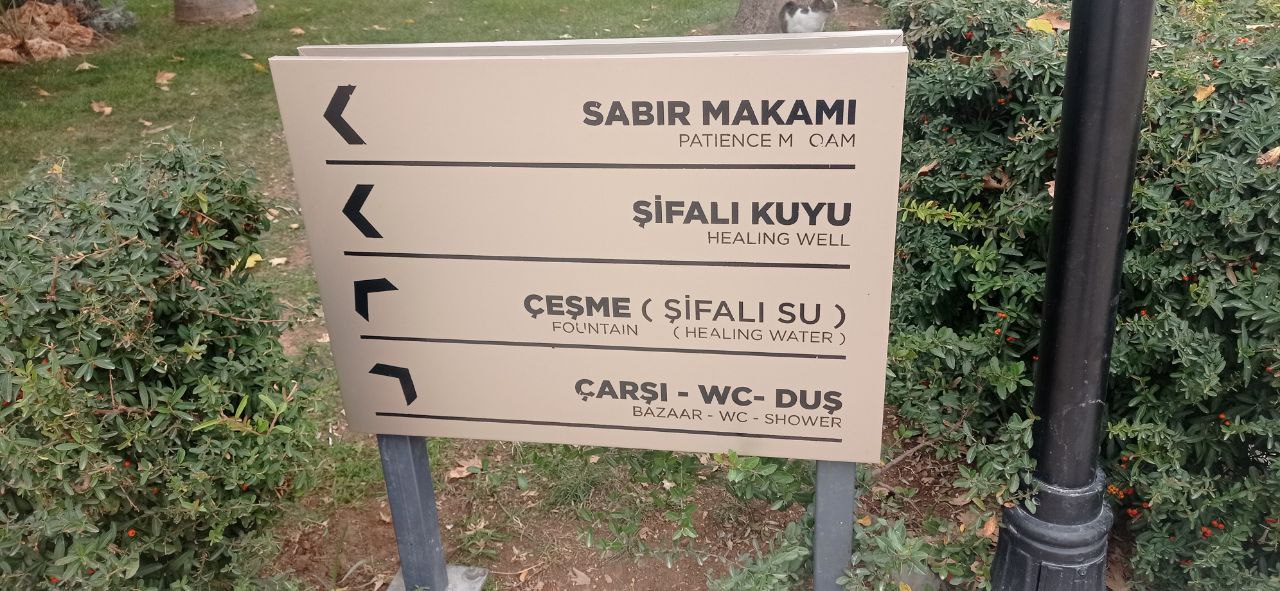 SABIR MAKAMI
PATIENCE M QAM
ŞİFALI KUYU
HEALING WELL
ÇEŞME ( ŞİFALI SU )
FOUNTAIN ( HEALING WATER )
ÇARŞI - WC- DUŞ
BAZAAR - WC - SHOWER